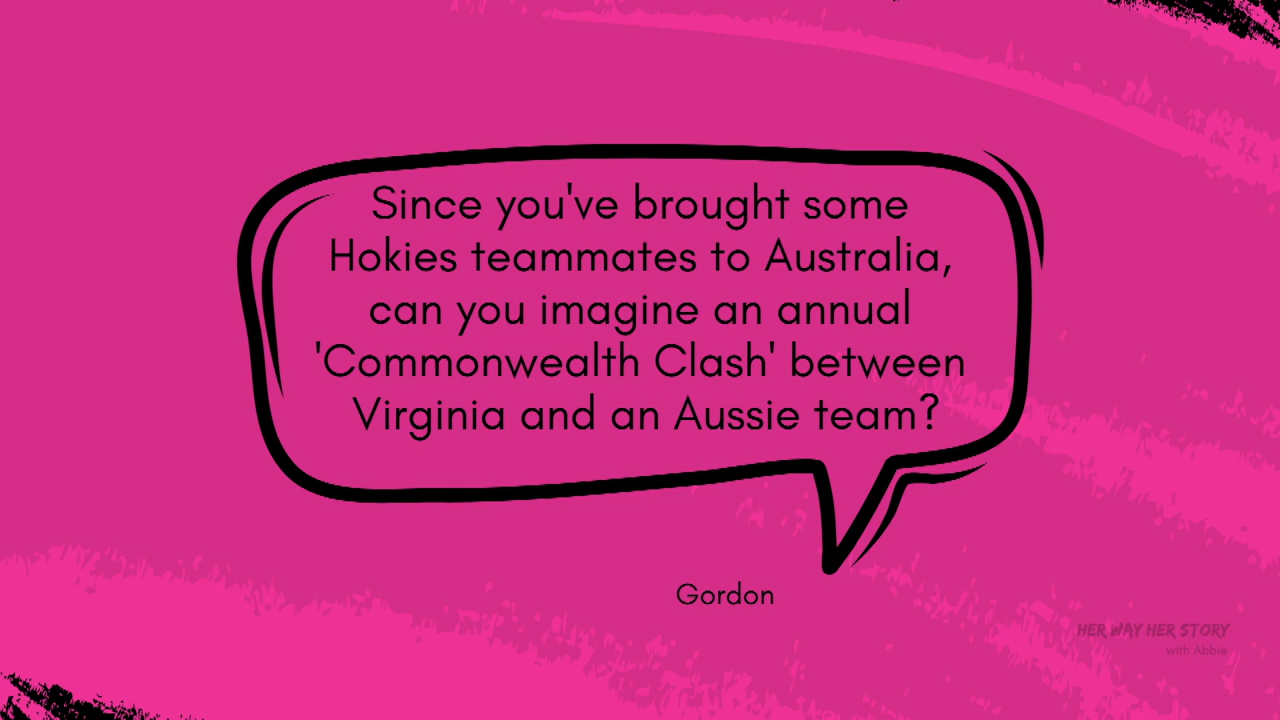 Since you've brought some
Hokies teammates to Australia,
can you imagine an annual
'Commonwealth Clash' between
Virginia and an Aussie team?
Gordon
HER WAY HER STORY
with Abbie